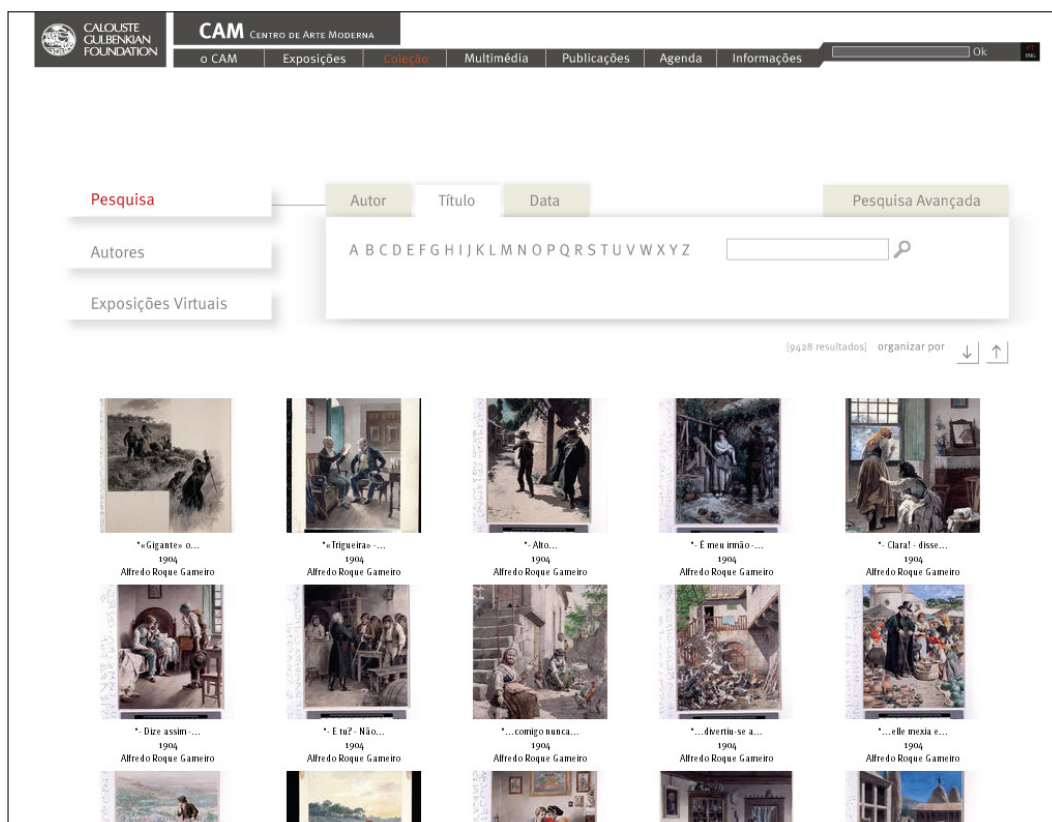 CALOUSTE
GULBENKIAN
FOUNDATION
CAM CENTRO DE ARTE MODERNA
o CAM Exposições Coleção Multimédia Publicações Agenda Informações Ok PT
ENG
Pesquisa Autor Título Data Pesquisa Avançada
Autores A B C D E F G H I J K L M N O P Q R S T U V W X Y Z
Exposições Virtuais
[9428 resultados] organizar por
"«Gigante» o... "«Trigueira» -... "- Alto... "- É meu irmão -... "- Clara! - disse...
1904 1904 1904 1904 1904
Alfredo Roque Gameiro Alfredo Roque Gameiro Alfredo Roque Gameiro Alfredo Roque Gameiro Alfredo Roque Gameiro
"- Dize assim -... "- E tu? - Não... "...comigo nunca... "...divertiu-se a... "...elle mexia e...
1904 1904 1904 1904 1904
Alfredo Roque Gameiro Alfredo Roque Gameiro Alfredo Roque Gameiro Alfredo Roque Gameiro Alfredo Roque Gameiro